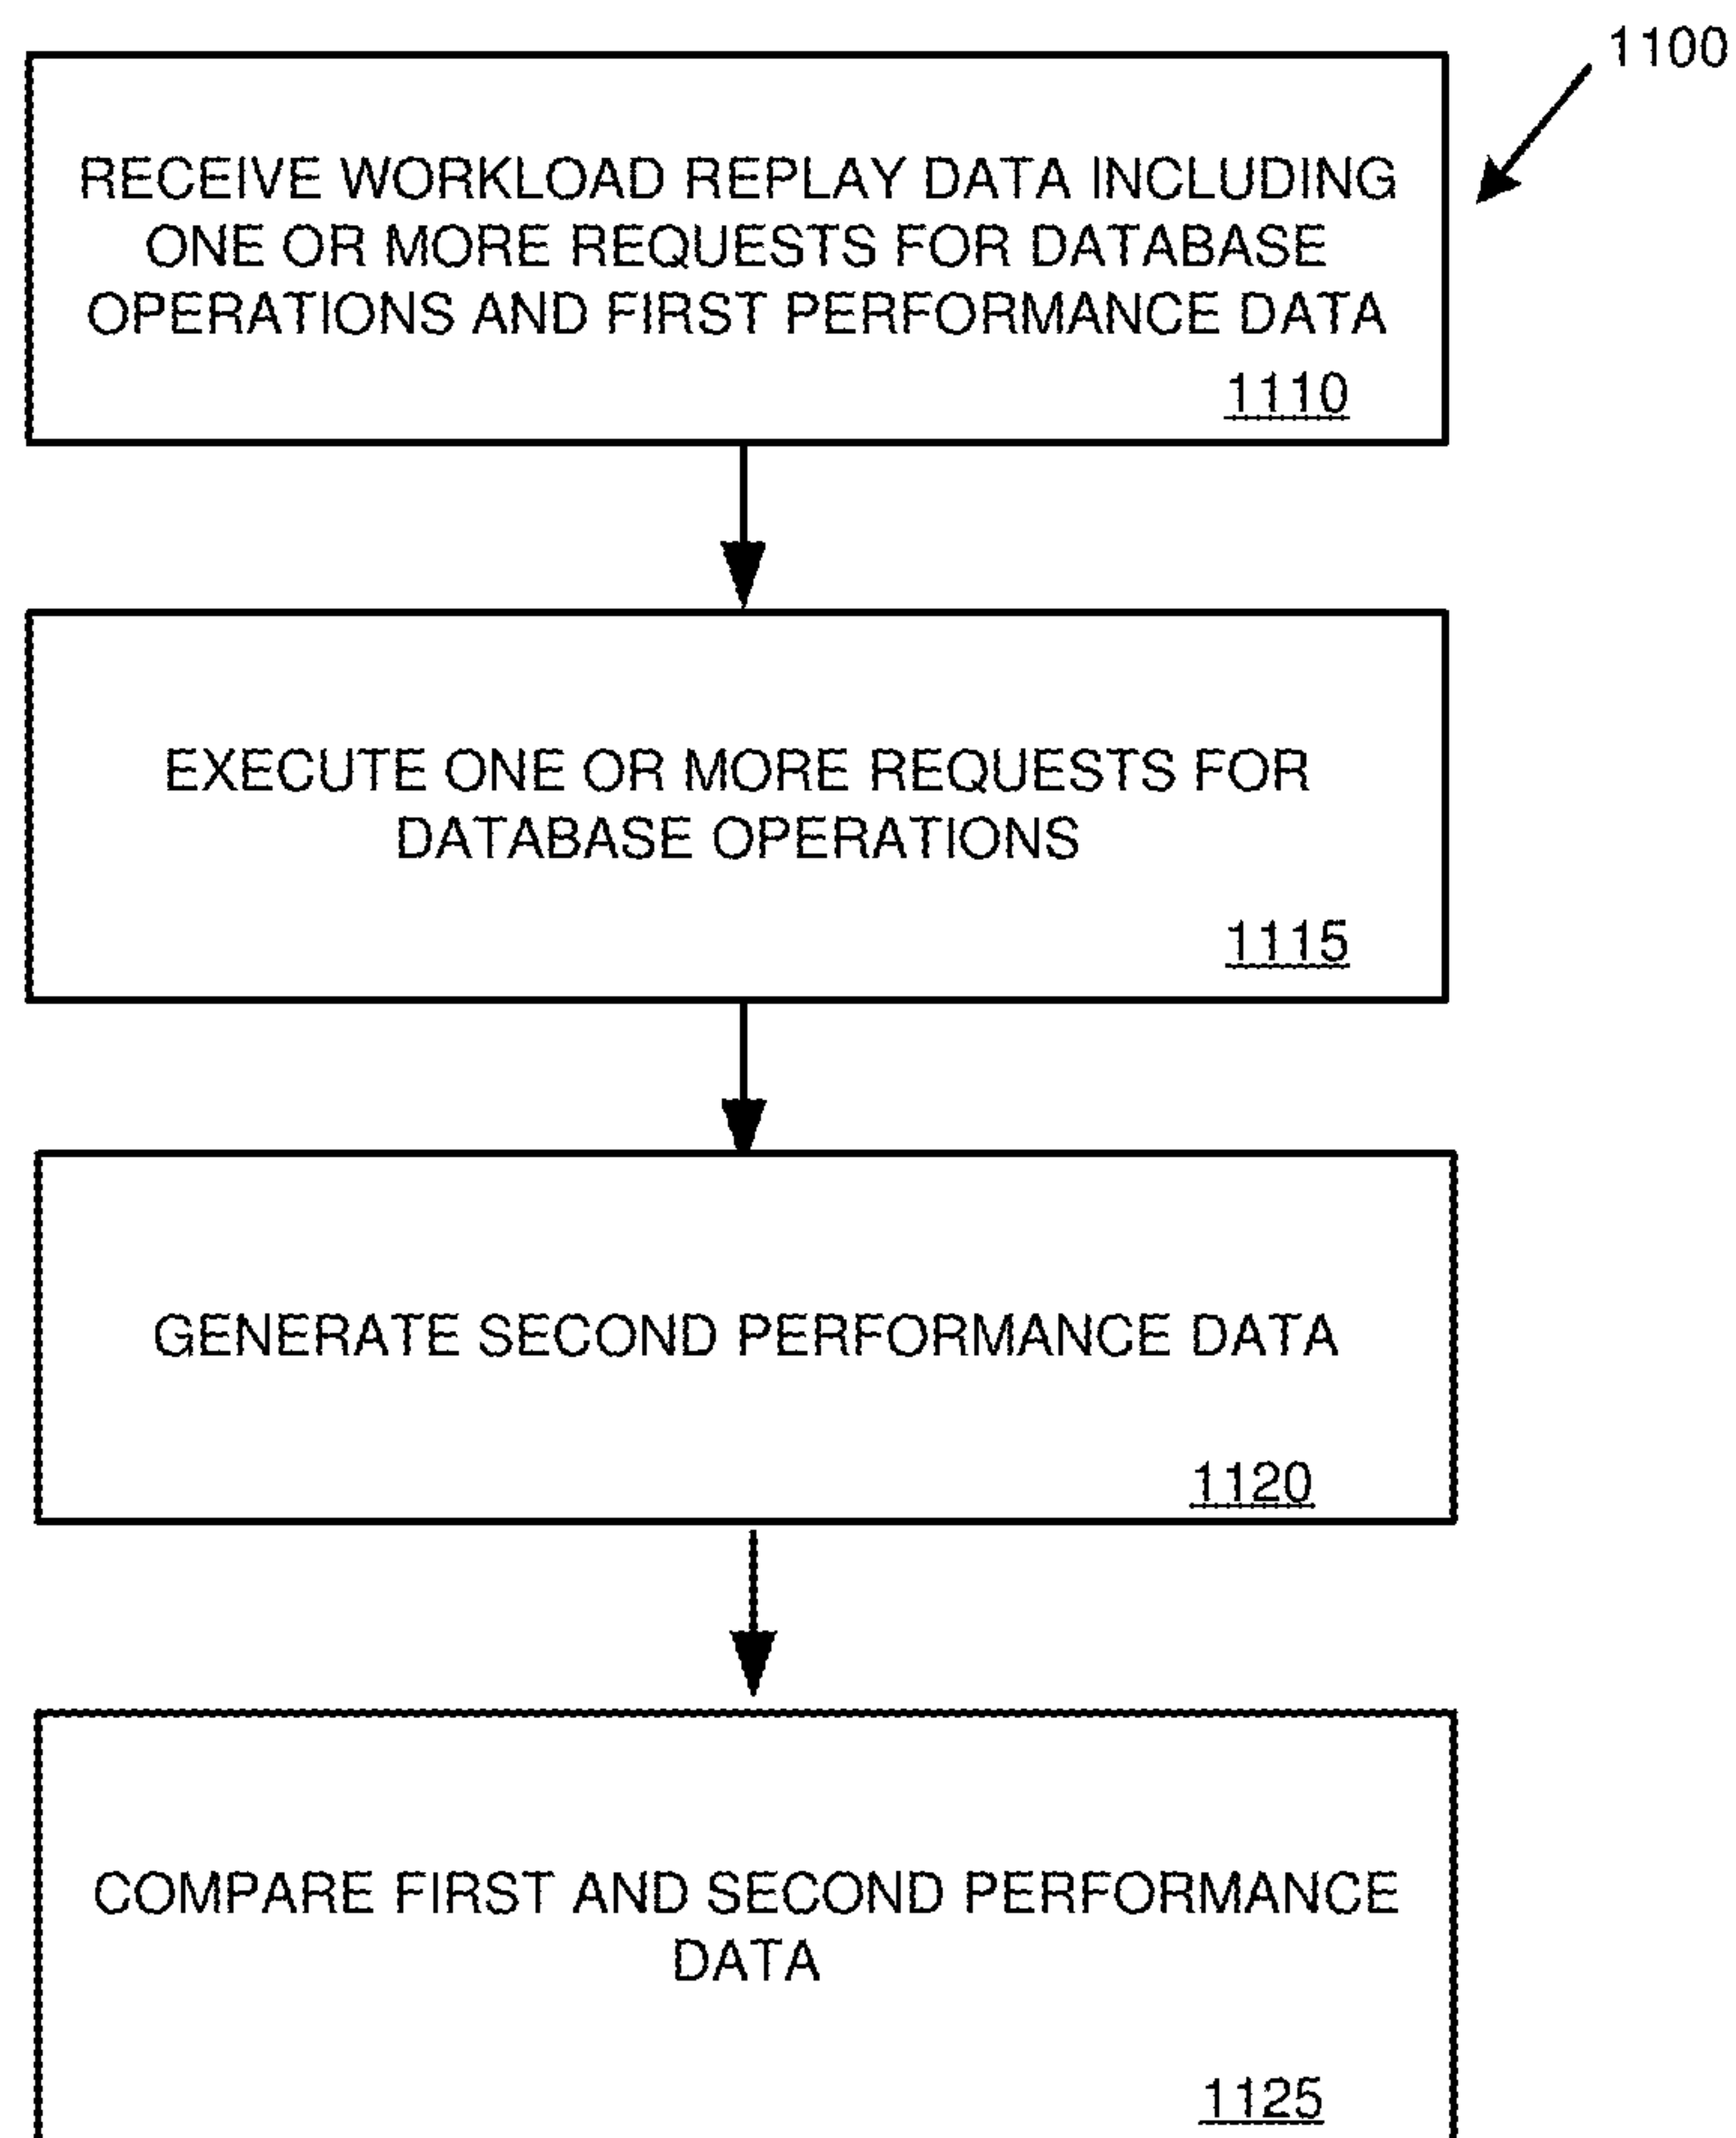 1100
RECEIVE WORKLOAD REPLAY DATA INCLUDING
ONE OR MORE REQUESTS FOR DATABASE
OPERATIONS AND FIRST PERFORMANCE DATA
1110
EXECUTE ONE OR MORE REQUESTS FOR
DATABASE OPERATIONS
1115
GENERATE SECOND PERFORMANCE DATA
1120
COMPARE FIRST AND SECOND PERFORMANCE
DATA
1125